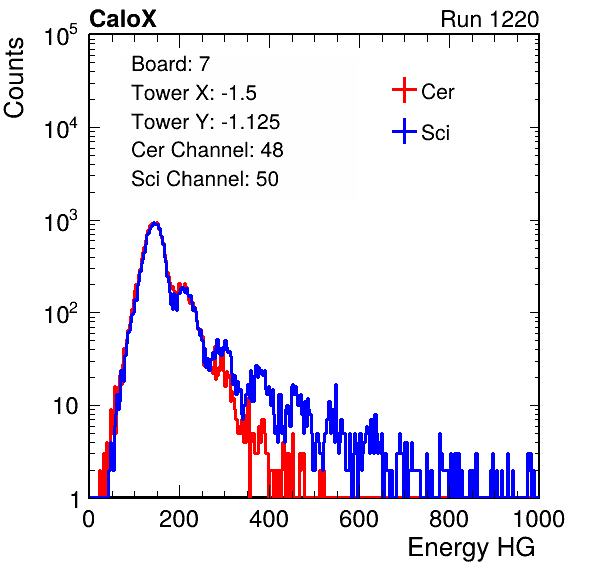 CaloX Run 1220
Counts
10^5
10^4
10^3
10^2
10
1
Board: 7
Tower X: -1.5
Tower Y: -1.125
Cer Channel: 48
Sci Channel: 50
Cer
Sci
0 200 400 600 800 1000
Energy HG